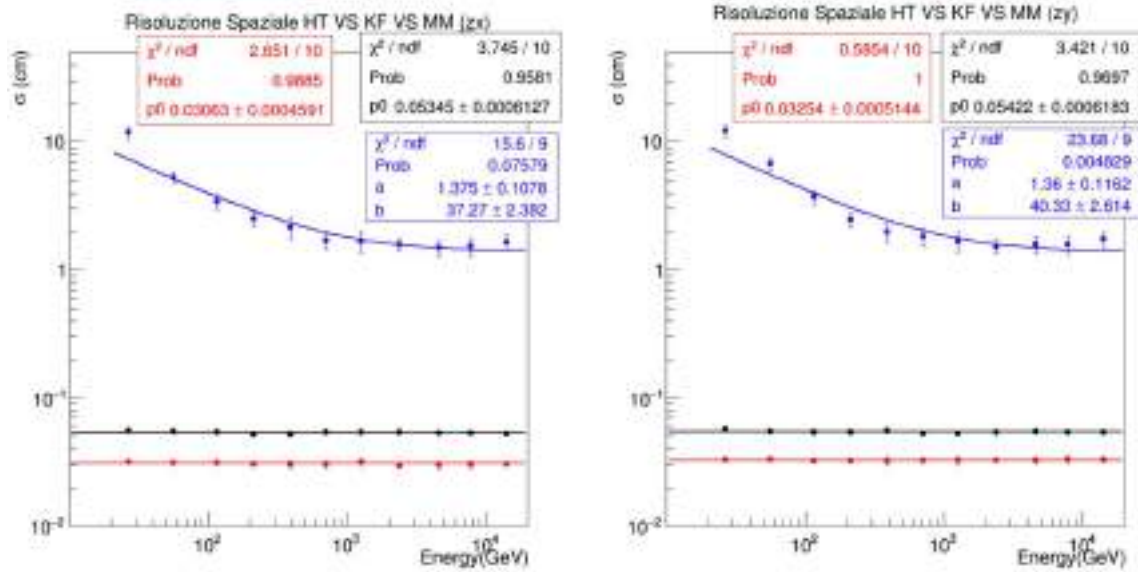 Risoluzione Spaziale HT VS KF VS MM (zx)
χ² / ndf 2.651 / 10
Prob 0.9885
p0 0.03063 ± 0.0004591
χ² / ndf 3.745 / 10
Prob 0.9581
p0 0.05345 ± 0.0006127
χ² / ndf 15.6 / 9
Prob 0.07579
a 1.375 ± 0.1078
b 37.27 ± 2.382
σ (cm)
10
1
10⁻¹
10⁻²
10² 10³ 10⁴
Energy(GeV)
Risoluzione Spaziale HT VS KF VS MM (zy)
χ² / ndf 0.5854 / 10
Prob 1
p0 0.03254 ± 0.0005144
χ² / ndf 3.421 / 10
Prob 0.9697
p0 0.05422 ± 0.0006183
χ² / ndf 23.68 / 9
Prob 0.004829
a 1.36 ± 0.1162
b 40.33 ± 2.614
σ (cm)
10
1
10⁻¹
10⁻²
10² 10³ 10⁴
Energy(GeV)